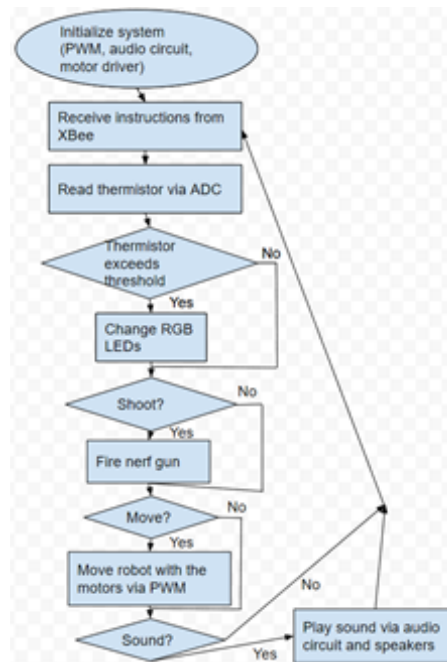 Initialize system
(PWM, audio circuit,
motor driver)
Receive instructions from
XBee
Read thermistor via ADC
Thermistor
exceeds
threshold
No
Yes
Change RGB
LEDs
Shoot?
No
Yes
Fire nerf gun
Move?
No
Yes
Move robot with the
motors via PWM
No
Sound?
Yes
Play sound via audio
circuit and speakers